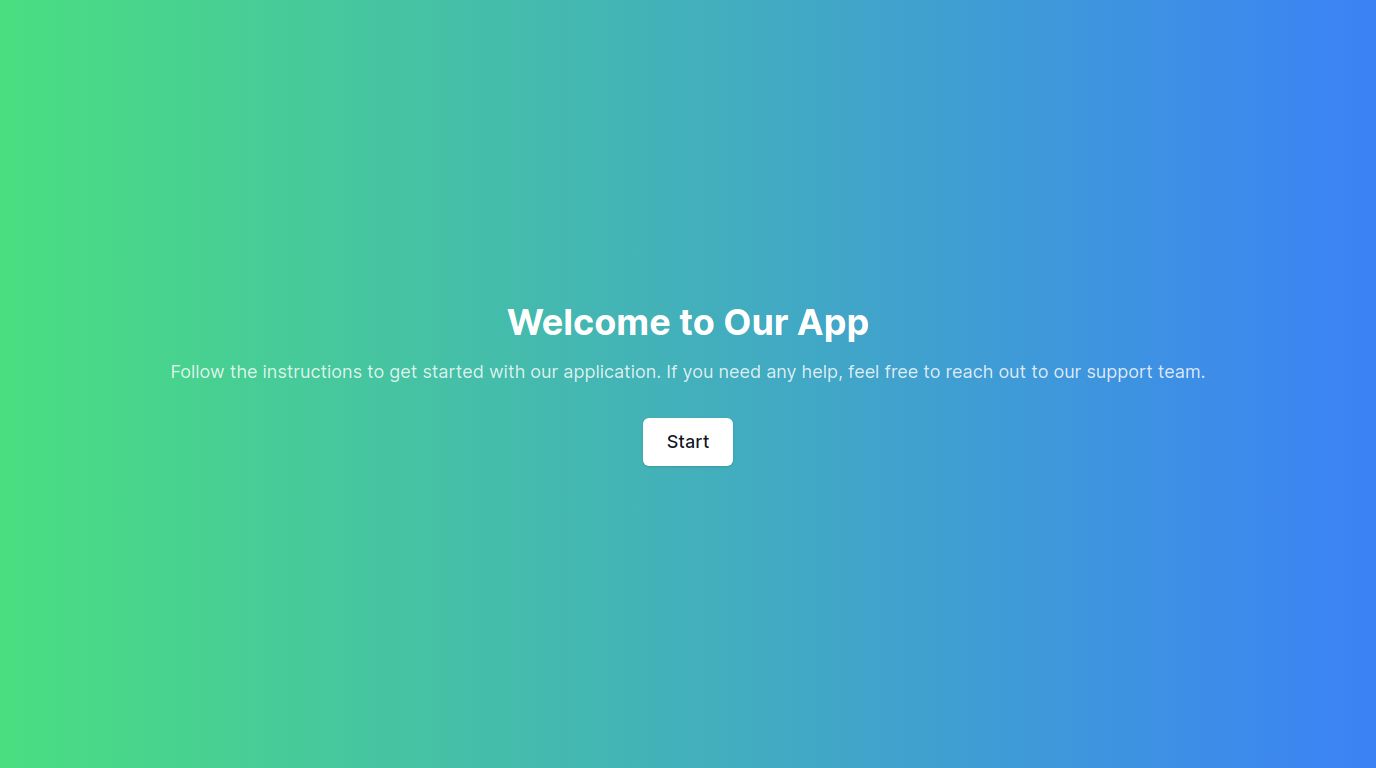 Welcome to Our App
Follow the instructions to get started with our application. If you need any help, feel free to reach out to our support team.
Start